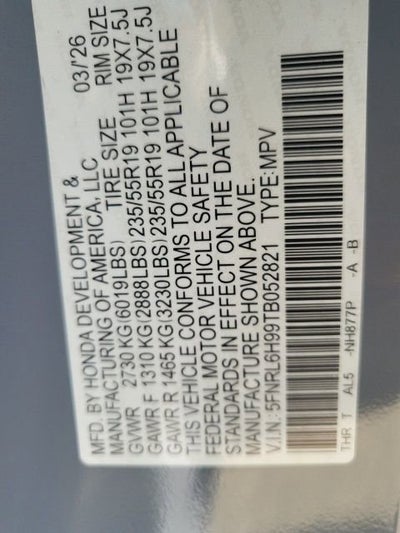 MFD. BY HONDA DEVELOPMENT & 03/'26
MANUFACTURING OF AMERICA, LLC
TIRE SIZE RIM SIZE
GVWR 2730 KG(6019LBS)
GAWR F 1310 KG(2888LBS) 235/55R19 101H 19X7.5J
GAWR R 1465 KG(3230LBS) 235/55R19 101H 19X7.5J
THIS VEHICLE CONFORMS TO ALL APPLICABLE
FEDERAL MOTOR VEHICLE SAFETY
STANDARDS IN EFFECT ON THE DATE OF
MANUFACTURE SHOWN ABOVE.
V.I.N.: 5FNRL6H99TB052821 TYPE: MPV
THR T AL5 -NH877P -A -B